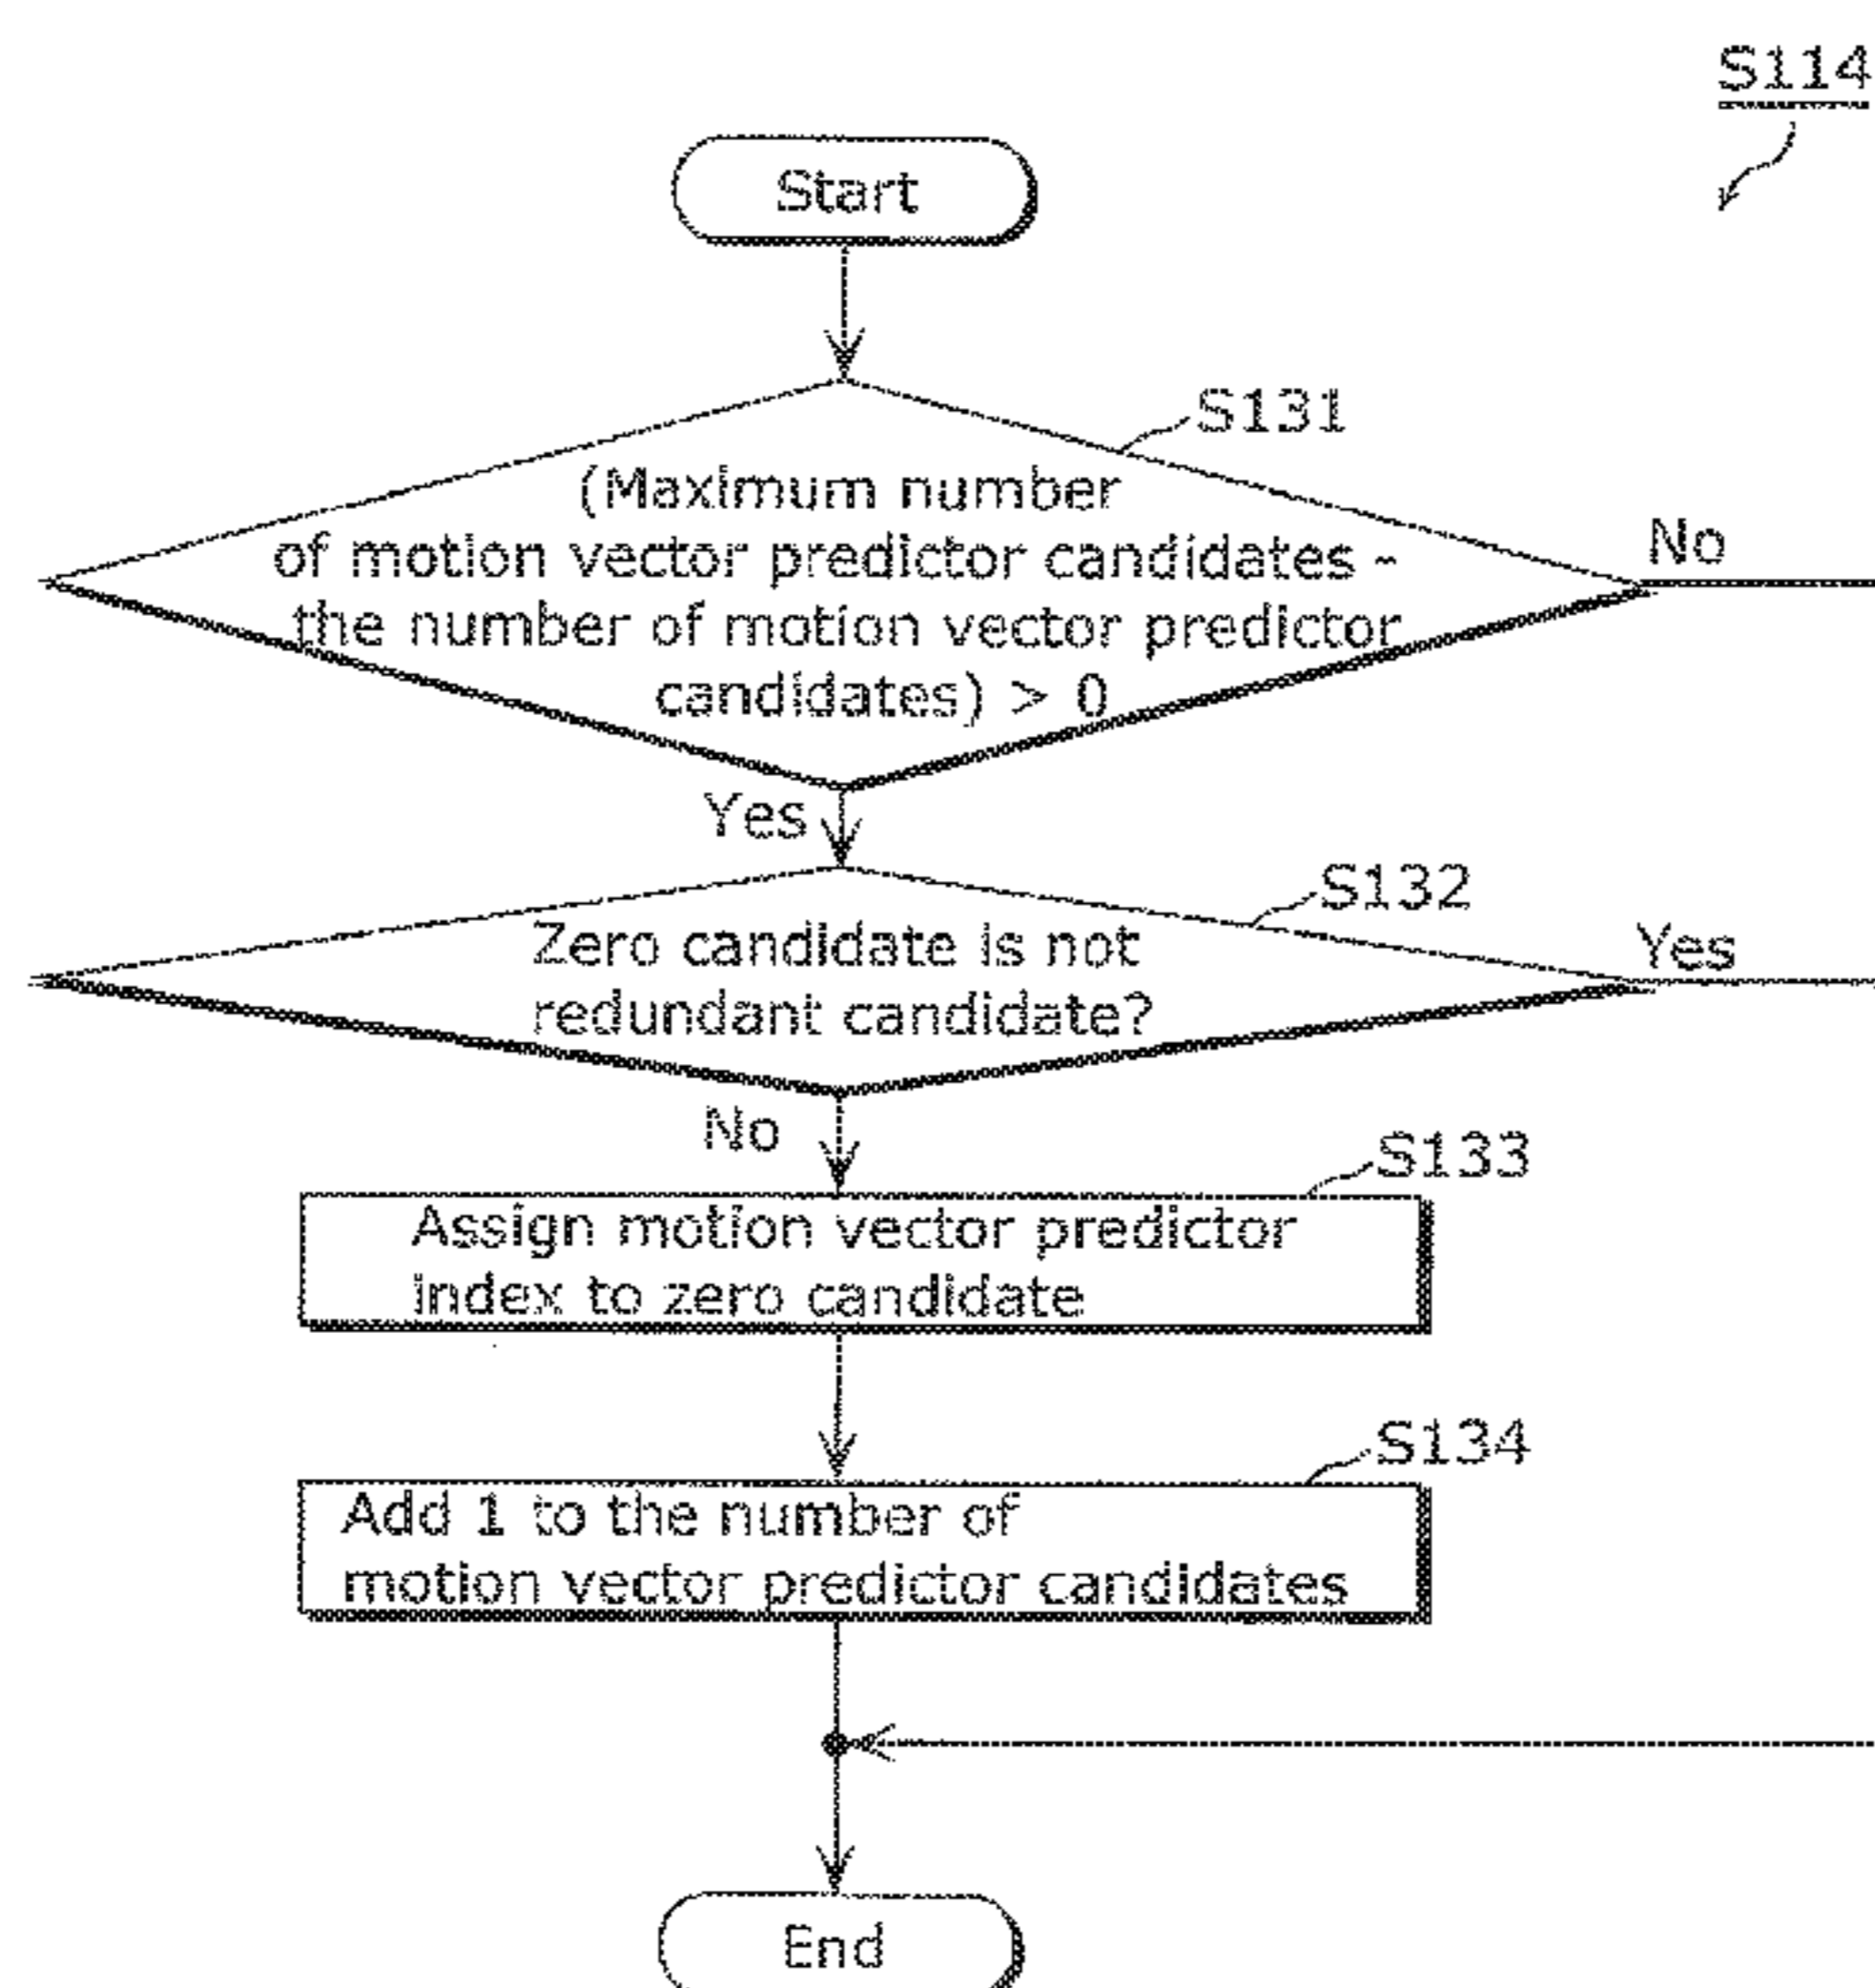 S114
Start
S131
(Maximum number
of motion vector predictor candidates -
the number of motion vector predictor
candidates) > 0
No
Yes
S132
Zero candidate is not
redundant candidate?
Yes
No
S133
Assign motion vector predictor
index to zero candidate
S134
Add 1 to the number of
motion vector predictor candidates
End